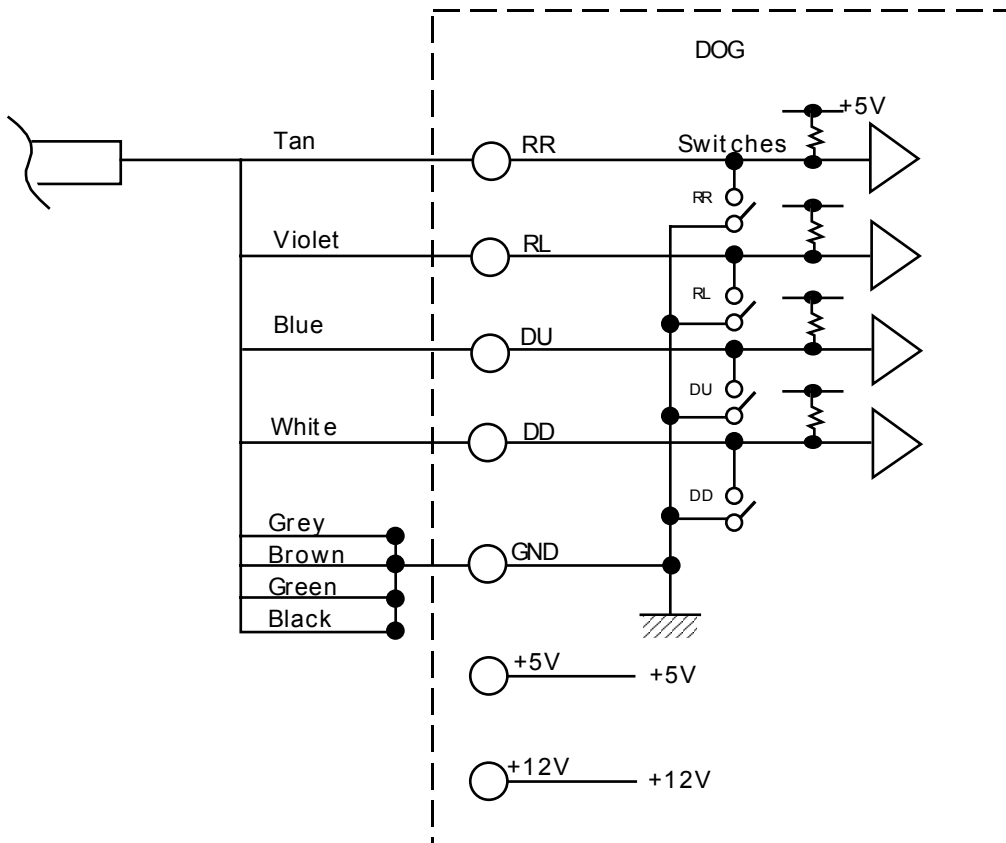 DOG
+5V
Tan
RR
Switches
RR
Violet
RL
RL
Blue
DU
DU
White
DD
DD
Grey
Brown
GND
Green
Black
+5V
+5V
+12V
+12V